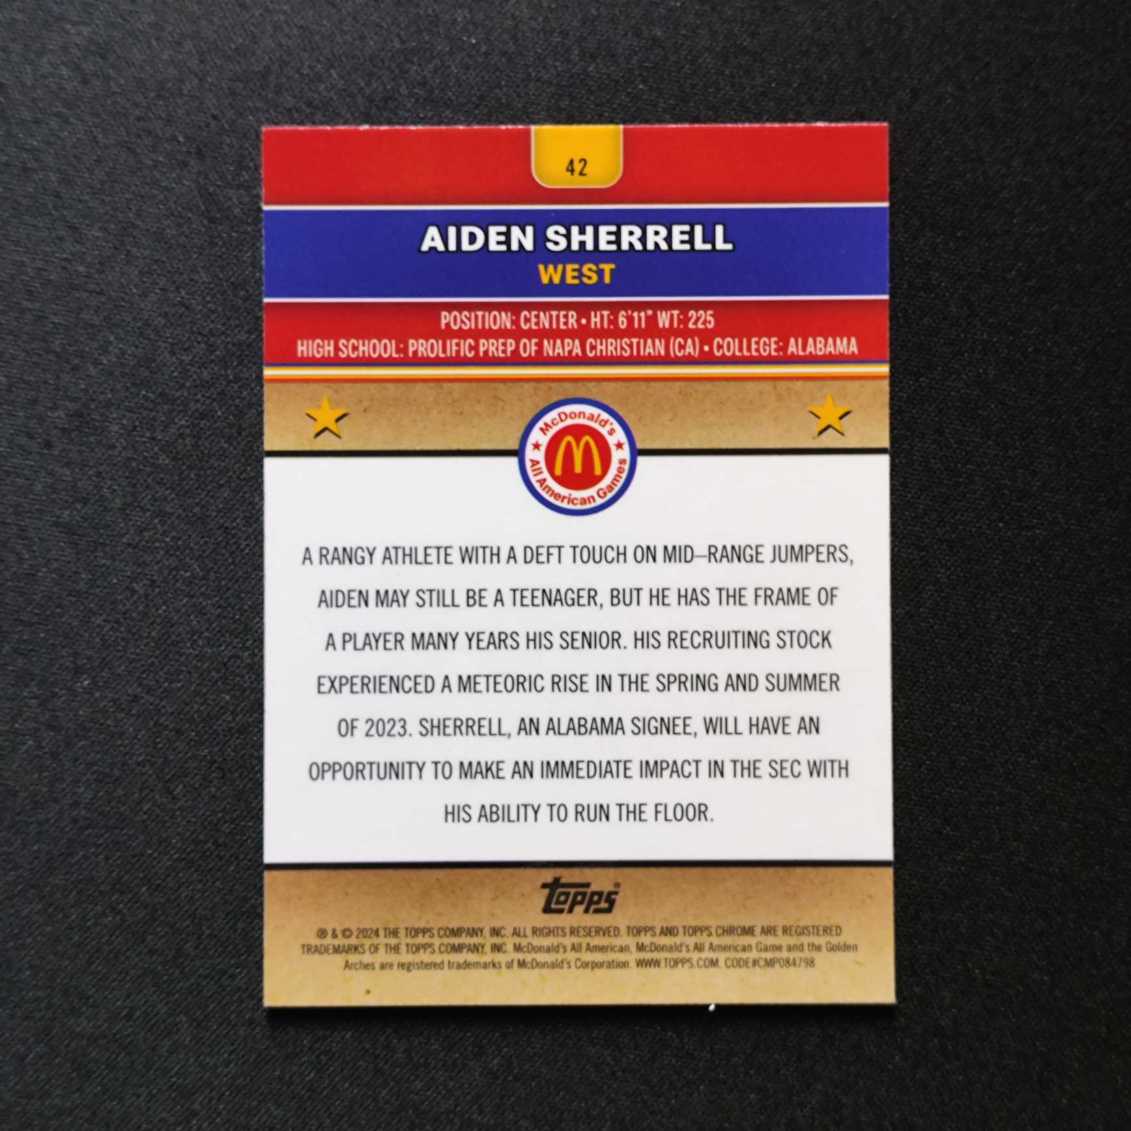 42
AIDEN SHERRELL
WEST
POSITION: CENTER • HT: 6'11" WT: 225
HIGH SCHOOL: PROLIFIC PREP OF NAPA CHRISTIAN (CA) • COLLEGE: ALABAMA
McDonald's
All American Games
A RANGY ATHLETE WITH A DEFT TOUCH ON MID–RANGE JUMPERS,
AIDEN MAY STILL BE A TEENAGER, BUT HE HAS THE FRAME OF
A PLAYER MANY YEARS HIS SENIOR. HIS RECRUITING STOCK
EXPERIENCED A METEORIC RISE IN THE SPRING AND SUMMER
OF 2023. SHERRELL, AN ALABAMA SIGNEE, WILL HAVE AN
OPPORTUNITY TO MAKE AN IMMEDIATE IMPACT IN THE SEC WITH
HIS ABILITY TO RUN THE FLOOR.
topps®
® & © 2024 THE TOPPS COMPANY, INC. ALL RIGHTS RESERVED. TOPPS AND TOPPS CHROME ARE REGISTERED
TRADEMARKS OF THE TOPPS COMPANY, INC. McDonald's All American, McDonald's All American Game and the Golden
Arches are registered trademarks of McDonald's Corporation. WWW.TOPPS.COM. CODE#CMP084798